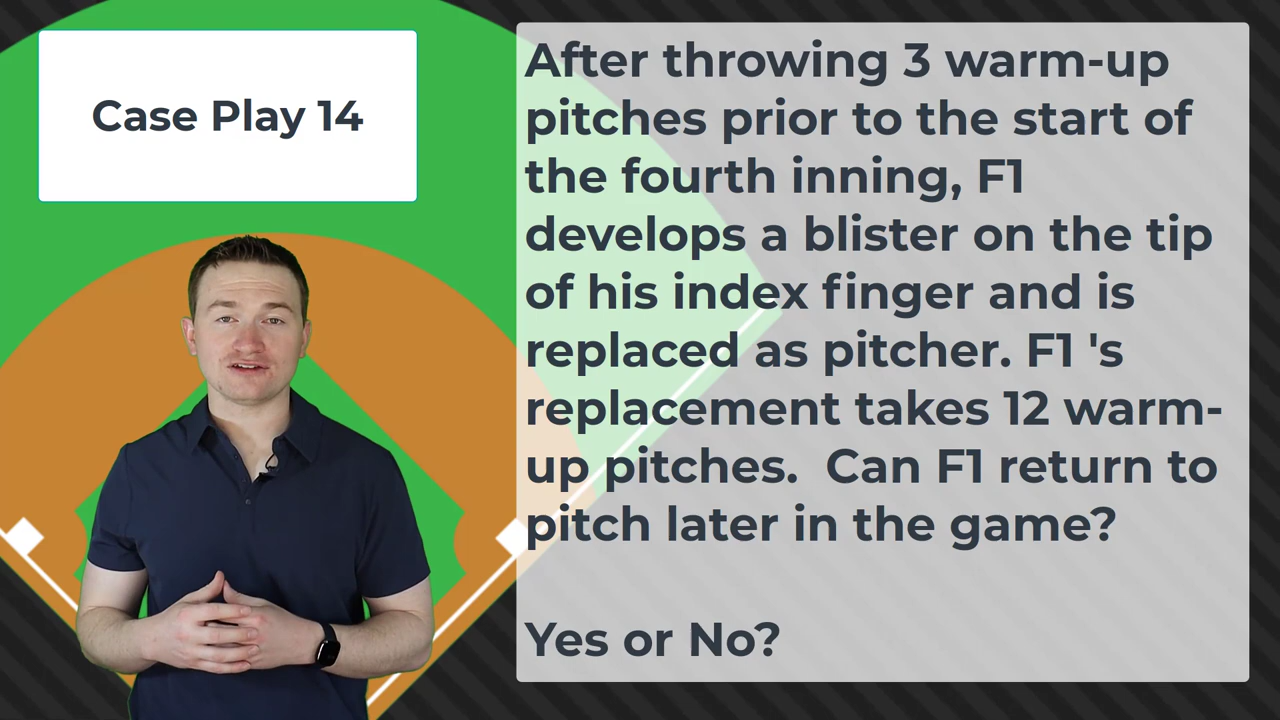 Case Play 14
After throwing 3 warm-up
pitches prior to the start of
the fourth inning, F1
develops a blister on the tip
of his index finger and is
replaced as pitcher. F1 's
replacement takes 12 warm-
up pitches.  Can F1 return to
pitch later in the game?
Yes or No?